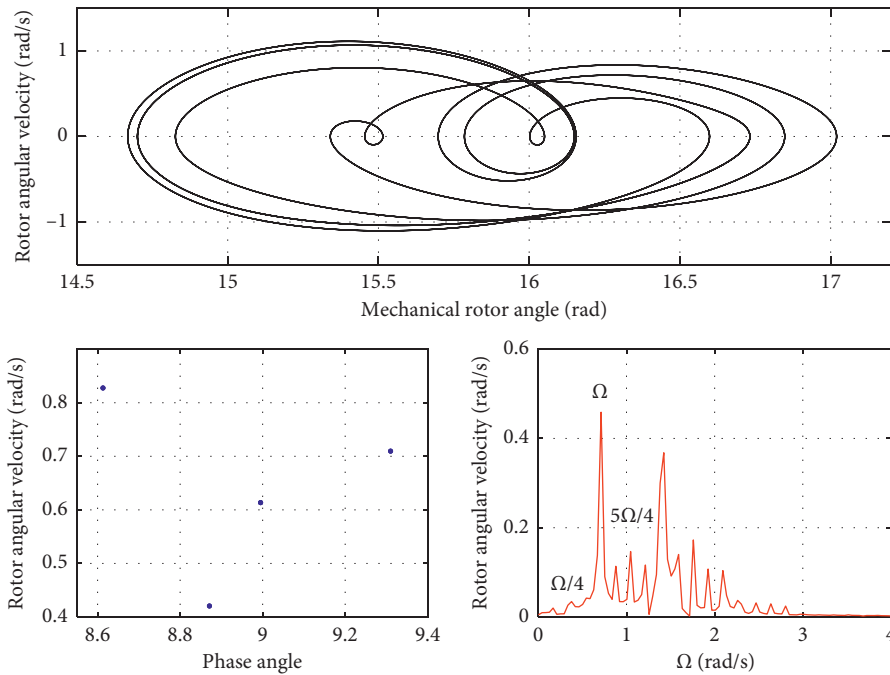 Rotor angular velocity (rad/s)
1
0
−1
14.5 15 15.5 16 16.5 17
Mechanical rotor angle (rad)
Rotor angular velocity (rad/s)
0.8
0.7
0.6
0.5
0.4
8.6 8.8 9 9.2 9.4
Phase angle
Rotor angular velocity (rad/s)
0.6
0.4
0.2
0
Ω
5Ω/4
Ω/4
0 1 2 3 4
Ω (rad/s)